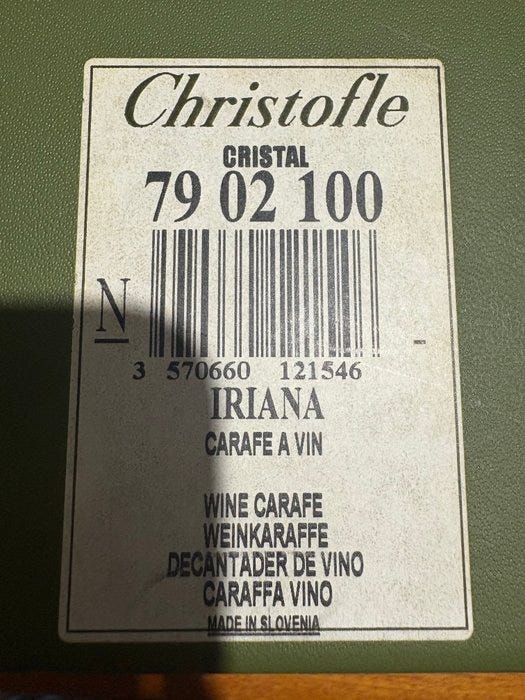 Christofle
CRISTAL
79 02 100
N -
3 570660 121546
IRIANA
CARAFE A VIN
WINE CARAFE
WEINKARAFFE
DECANTADER DE VINO
CARAFFA VINO
MADE IN SLOVENIA